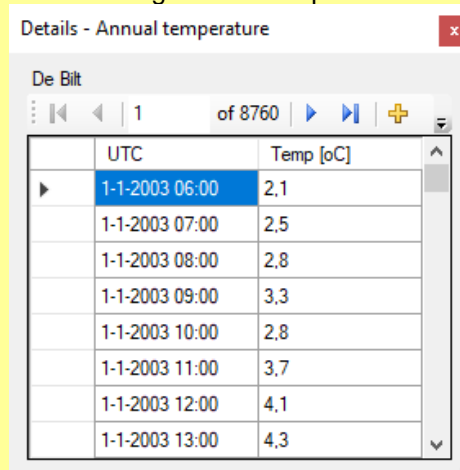 Details - Annual temperature x
De Bilt
1 of 8760
UTC Temp [oC]
1-1-2003 06:00 2,1
1-1-2003 07:00 2,5
1-1-2003 08:00 2,8
1-1-2003 09:00 3,3
1-1-2003 10:00 2,8
1-1-2003 11:00 3,7
1-1-2003 12:00 4,1
1-1-2003 13:00 4,3